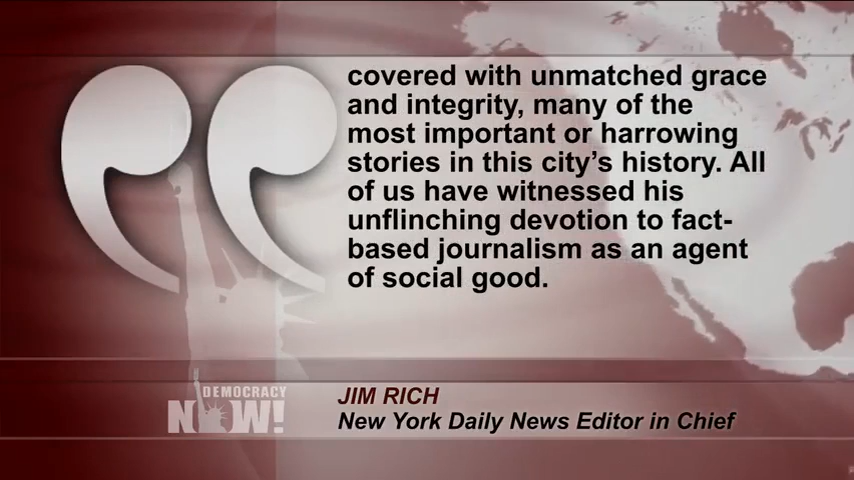 covered with unmatched grace
and integrity, many of the
most important or harrowing
stories in this city's history. All
of us have witnessed his
unflinching devotion to fact-
based journalism as an agent
of social good.
DEMOCRACY
NOW!
JIM RICH
New York Daily News Editor in Chief